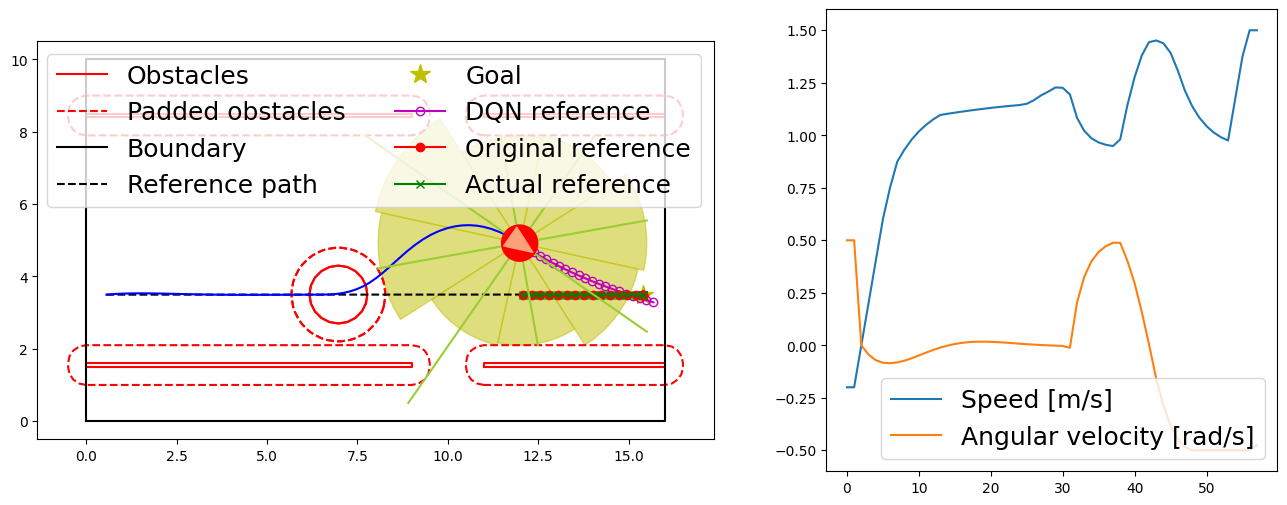 Obstacles
Padded obstacles
Boundary
Reference path
Goal
DQN reference
Original reference
Actual reference
10
8
6
4
2
0
0.0 2.5 5.0 7.5 10.0 12.5 15.0
1.50
1.25
1.00
0.75
0.50
0.25
0.00
−0.25
−0.50
Speed [m/s]
Angular velocity [rad/s]
0 10 20 30 40 50